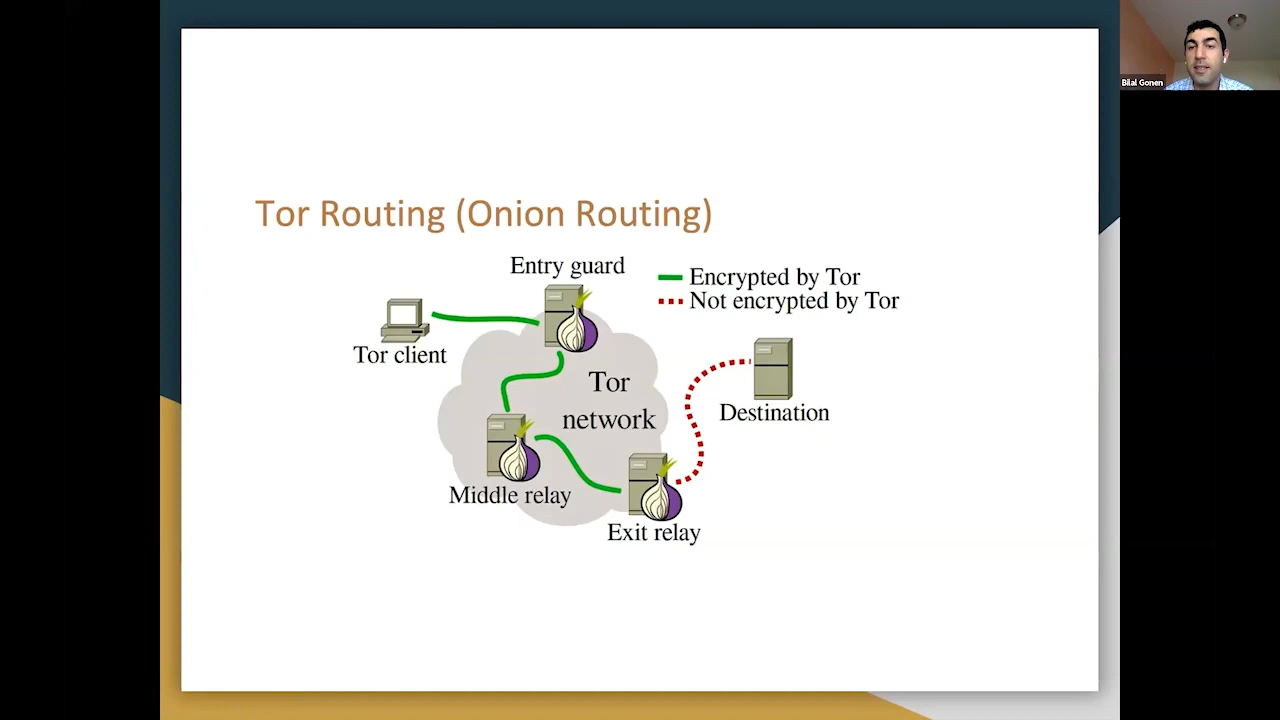 Bilal Gonen
Tor Routing (Onion Routing)
Entry guard
Encrypted by Tor
Not encrypted by Tor
Tor client
Tor
network
Destination
Middle relay
Exit relay